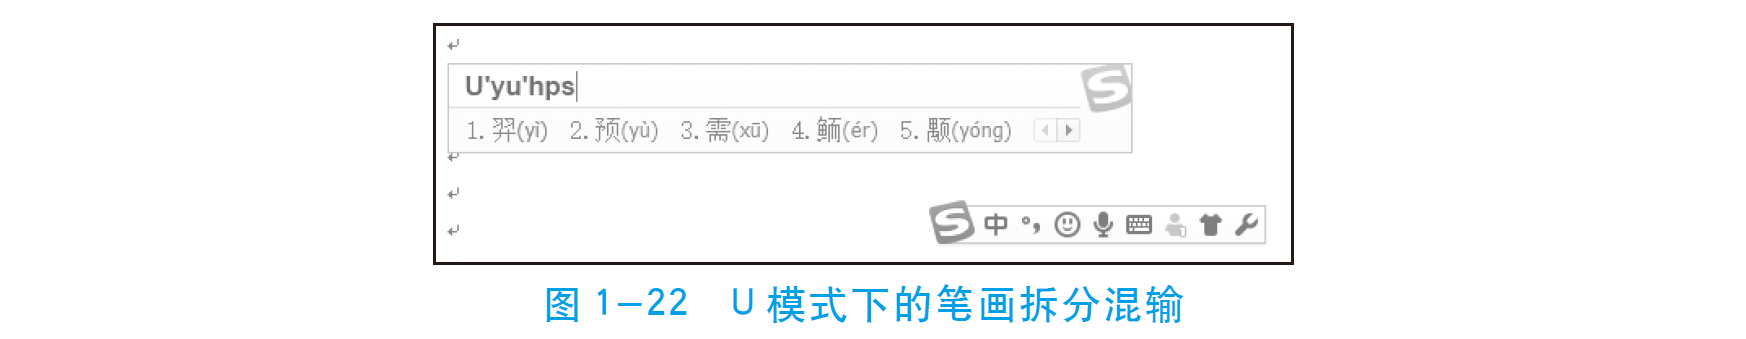 U'yu'hps
1.羿(yì) 2.预(yù) 3.需(xū) 4.鲕(ér) 5.颙(yóng)
中 °,
图 1-22 U 模式下的笔画拆分混输